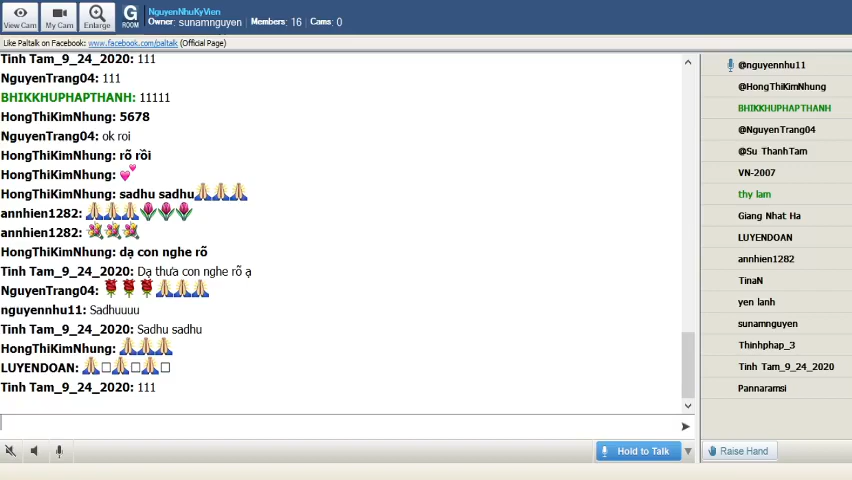 View Cam
My Cam
Enlarge
G
ROOM
NguyenNhuKyVien
Owner: sunamnguyen | Members: 16 | Cams: 0
Like Paltalk on Facebook: www.facebook.com/paltalk (Official Page)
Tinh Tam_9_24_2020: 111
NguyenTrang04: 111
BHIKKHUPHAPTHANH: 11111
HongThiKimNhung: 5678
NguyenTrang04: ok roi
HongThiKimNhung: rõ rồi
HongThiKimNhung: 💕
HongThiKimNhung: sadhu sadhu🙏🙏🙏
annhien1282: 🙏🙏🙏🌷🌷🌷
annhien1282: 💐💐💐
HongThiKimNhung: dạ con nghe rõ
Tinh Tam_9_24_2020: Dạ thưa con nghe rõ ạ
NguyenTrang04: 🌹🌹🌹🙏🙏🙏
nguyennhu11: Sadhuuuu
Tinh Tam_9_24_2020: Sadhu sadhu
HongThiKimNhung: 🙏🙏🙏
LUYENDOAN: 🙏□🙏□🙏□
Tinh Tam_9_24_2020: 111
Hold to Talk
@nguyennhu11
@HongThiKimNhung
BHIKKHUPHAPTHANH
@NguyenTrang04
@Su ThanhTam
VN-2007
thy lam
Giang Nhat Ha
LUYENDOAN
annhien1282
TinaN
yen lanh
sunamnguyen
Thinhphap_3
Tinh Tam_9_24_2020
Pannaramsi
Raise Hand